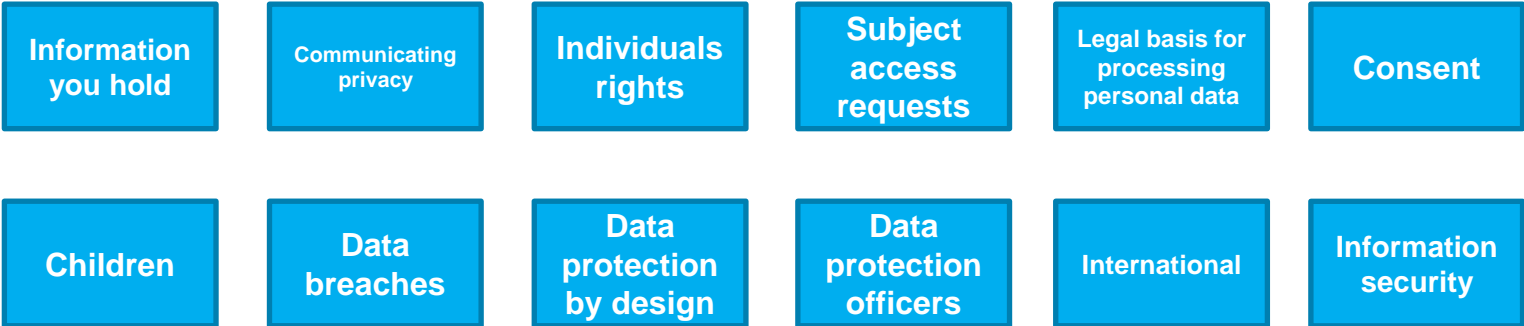 Information
you hold
Communicating
privacy
Individuals
rights
Subject
access
requests
Legal basis for
processing
personal data
Consent
Children
Data
breaches
Data
protection
by design
Data
protection
officers
International
Information
security